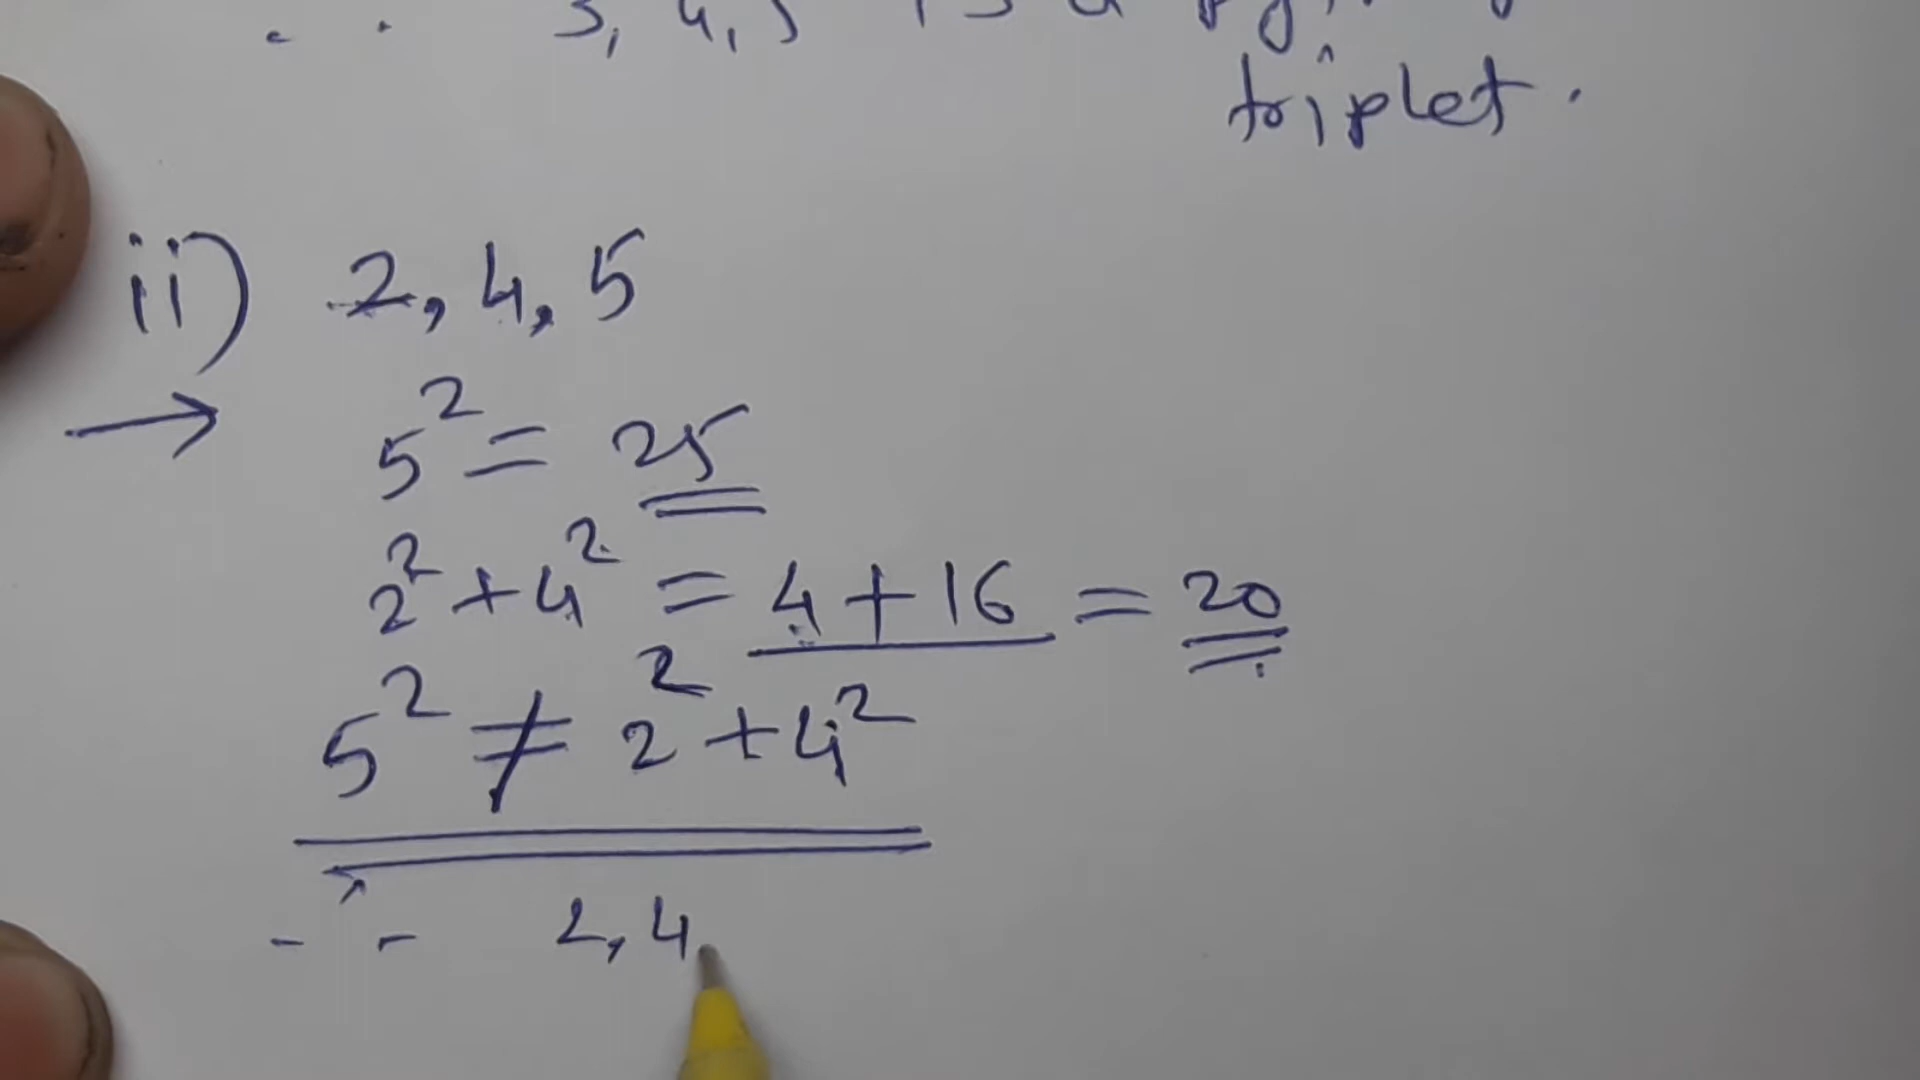 ∴ 3, 4, 5 is a
triplet.
ii) 2, 4, 5
→ 5² = 25
2² + 4² = 4 + 16 = 20
5² ≠ 2² + 4²
∴ 2, 4